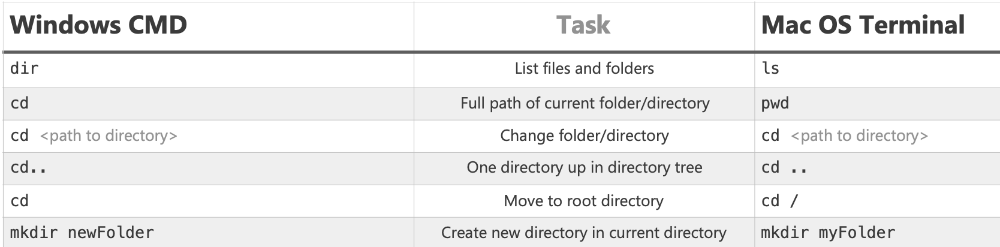 Windows CMD Task Mac OS Terminal
dir List files and folders ls
cd Full path of current folder/directory pwd
cd <path to directory> Change folder/directory cd <path to directory>
cd.. One directory up in directory tree cd ..
cd Move to root directory cd /
mkdir newFolder Create new directory in current directory mkdir myFolder